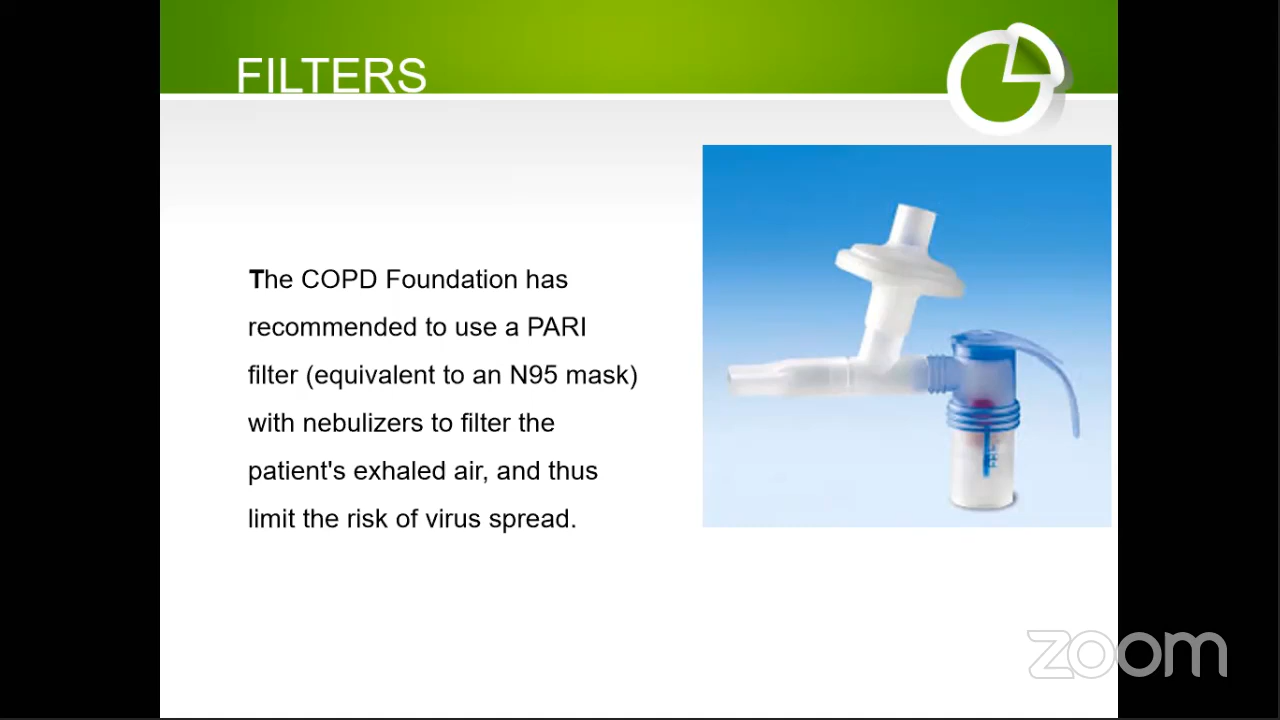 FILTERS
The COPD Foundation has
recommended to use a PARI
filter (equivalent to an N95 mask)
with nebulizers to filter the
patient's exhaled air, and thus
limit the risk of virus spread.
zoom